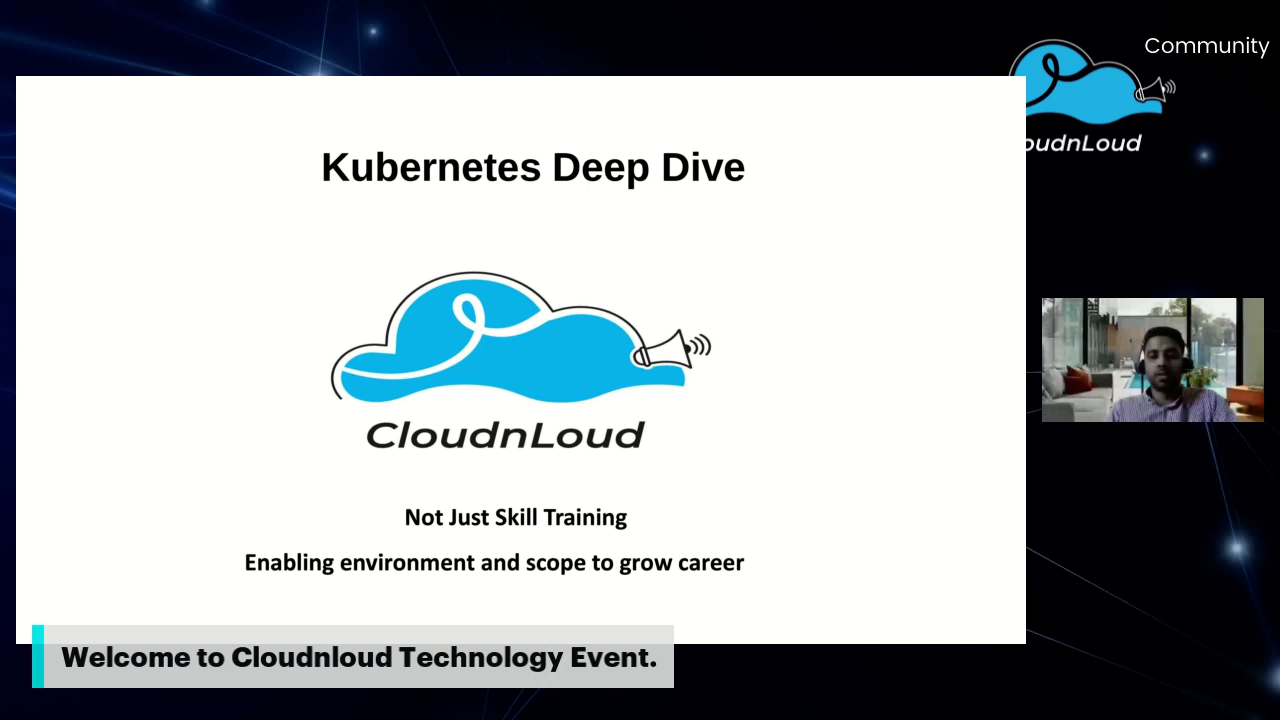 Community
oudnLoud
Kubernetes Deep Dive
CloudnLoud
Not Just Skill Training
Enabling environment and scope to grow career
Welcome to Cloudnloud Technology Event.